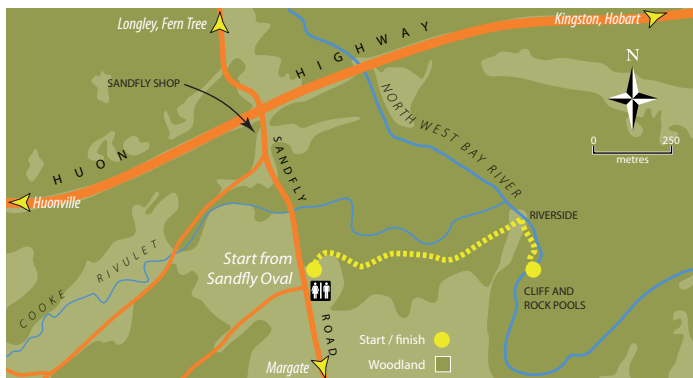 Longley, Fern Tree
Kingston, Hobart
HUON HIGHWAY
SANDFLY SHOP
N
0 250
metres
NORTH WEST BAY RIVER
SANDFLY ROAD
Huonville
COOKE RIVULET
RIVERSIDE
Start from
Sandfly Oval
CLIFF AND
ROCK POOLS
Start / finish
Woodland
Margate